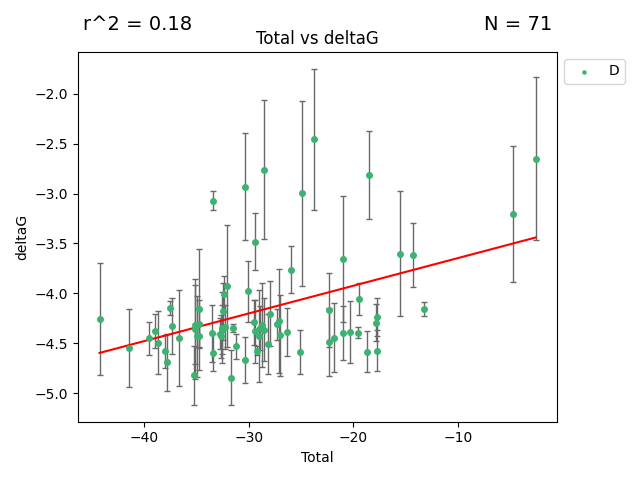 r^2 = 0.18
N = 71
Total vs deltaG
D
−2.0
−2.5
−3.0
−3.5
−4.0
−4.5
−5.0
deltaG
−40
−30
−20
−10
Total